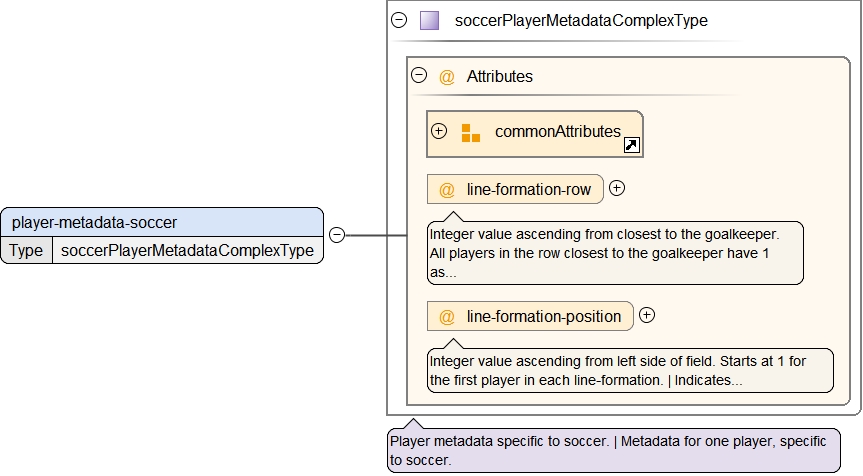 soccerPlayerMetadataComplexType
@ Attributes
commonAttributes
@ line-formation-row
Integer value ascending from closest to the goalkeeper.
All players in the row closest to the goalkeeper have 1
as...
@ line-formation-position
Integer value ascending from left side of field. Starts at 1 for
the first player in each line-formation. | Indicates...
player-metadata-soccer
Type soccerPlayerMetadataComplexType
Player metadata specific to soccer. | Metadata for one player, specific
to soccer.